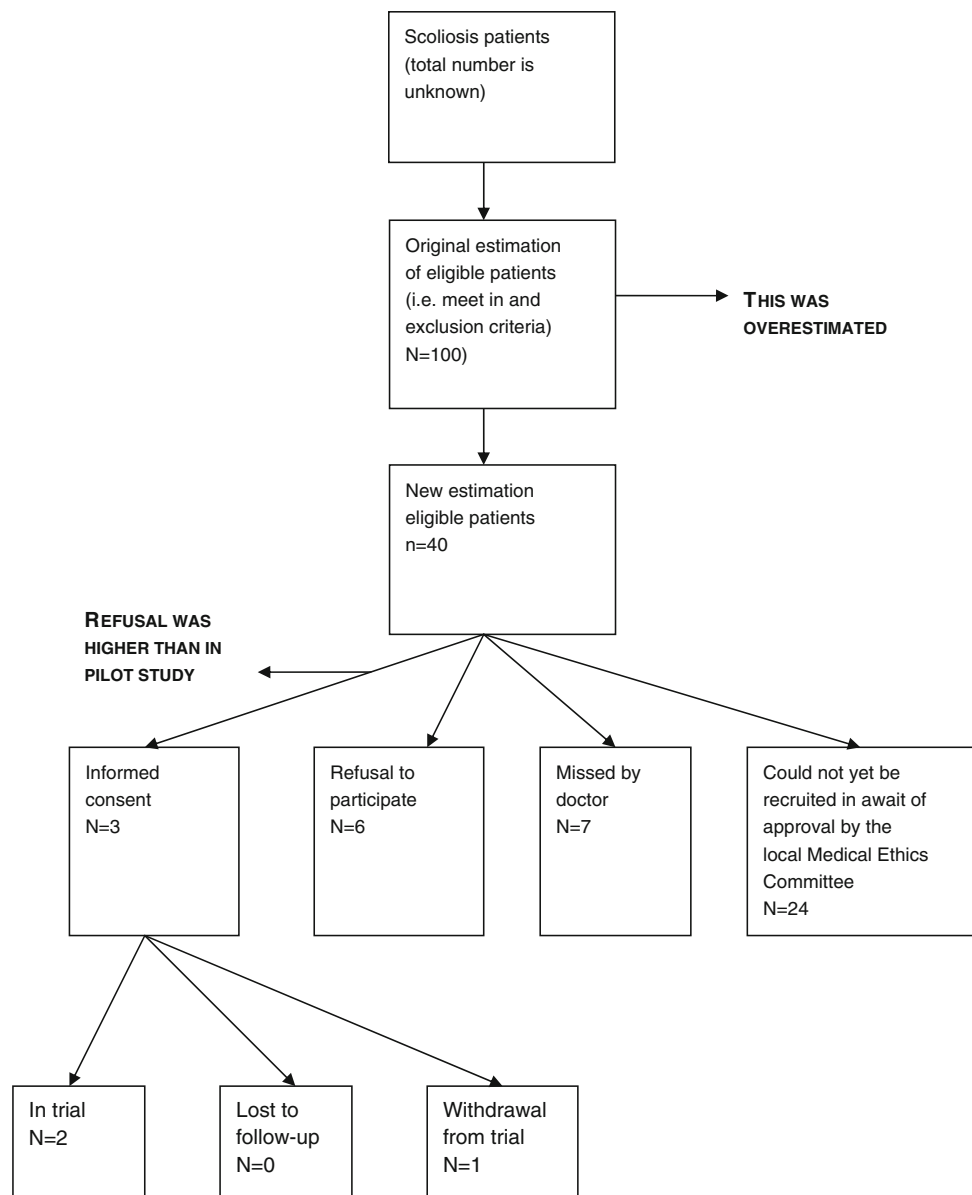 Scoliosis patients
(total number is
unknown)
Original estimation
of eligible patients
(i.e. meet in and
exclusion criteria)
N=100)
THIS WAS
OVERESTIMATED
New estimation
eligible patients
n=40
REFUSAL WAS
HIGHER THAN IN
PILOT STUDY
Informed
consent
N=3
Refusal to
participate
N=6
Missed by
doctor
N=7
Could not yet be
recruited in await of
approval by the
local Medical Ethics
Committee
N=24
In trial
N=2
Lost to
follow-up
N=0
Withdrawal
from trial
N=1